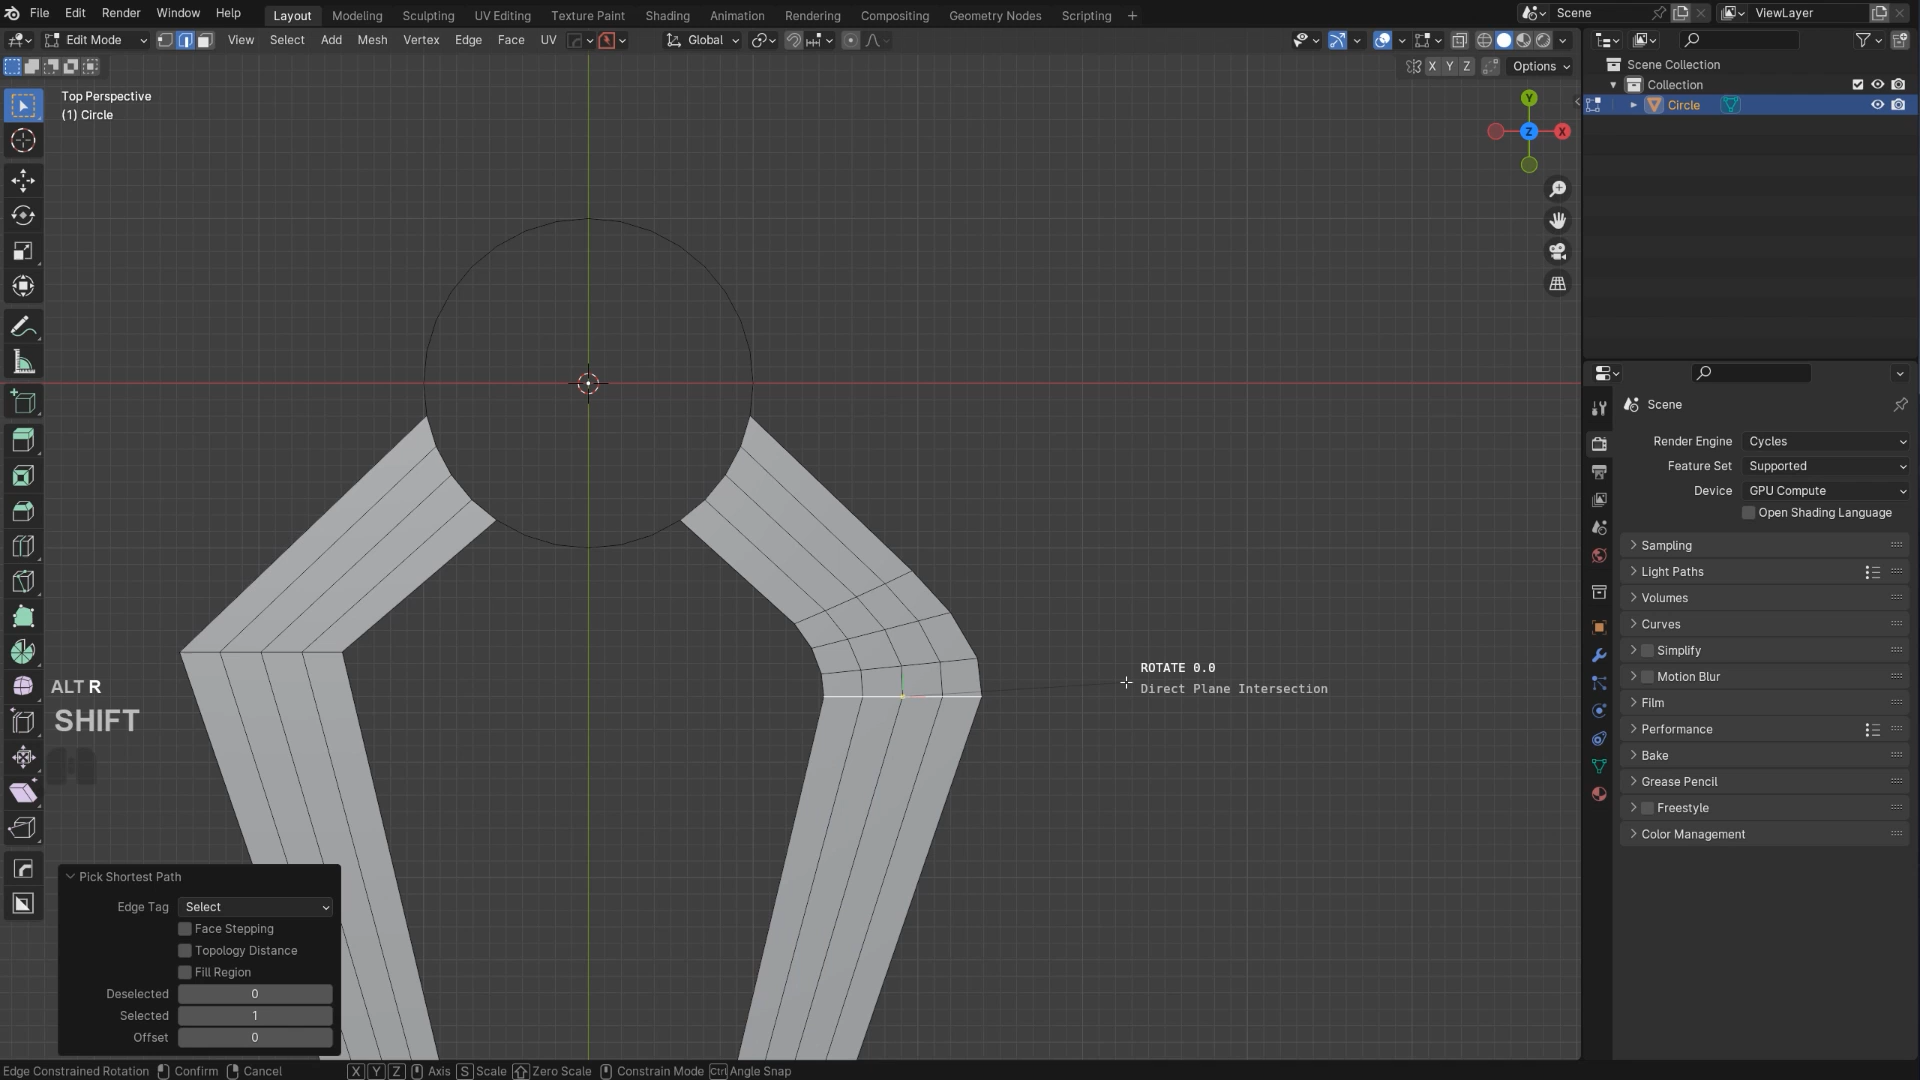 File Edit Render Window Help Layout Modeling Sculpting UV Editing Texture Paint Shading Animation Rendering Compositing Geometry Nodes Scripting + Scene ViewLayer
Edit Mode View Select Add Mesh Vertex Edge Face UV Global
X Y Z Options
Scene Collection
Collection
Circle
Top Perspective
(1) Circle
Y
Z X
Scene
Render Engine Cycles
Feature Set Supported
Device GPU Compute
Open Shading Language
Sampling
Light Paths
Volumes
Curves
Simplify
Motion Blur
Film
Performance
Bake
Grease Pencil
Freestyle
Color Management
ROTATE 0.0
Direct Plane Intersection
ALT R
SHIFT
Pick Shortest Path
Edge Tag Select
Face Stepping
Topology Distance
Fill Region
Deselected 0
Selected 1
Offset 0
Edge Constrained Rotation Confirm Cancel X Y Z Axis S Scale Zero Scale Constrain Mode Ctrl Angle Snap